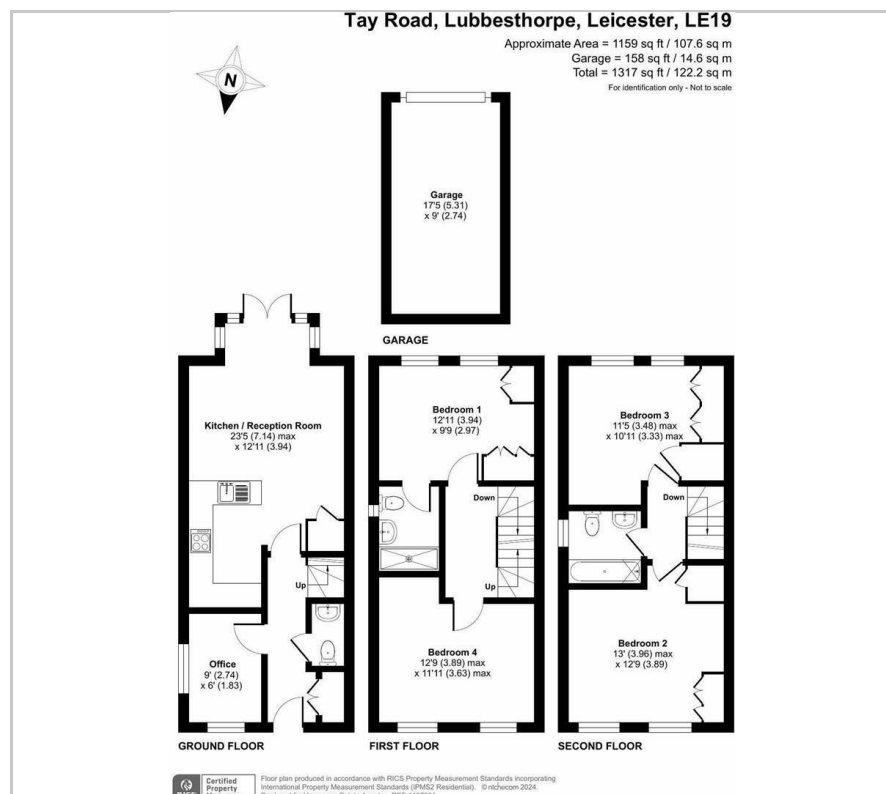 Tay Road, Lubbesthorpe, Leicester, LE19
Approximate Area = 1159 sq ft / 107.6 sq m
Garage = 158 sq ft / 14.6 sq m
Total = 1317 sq ft / 122.2 sq m
For identification only - Not to scale
N
Garage
17'5 (5.31)
x 9' (2.74)
GARAGE
Kitchen / Reception Room
23'5 (7.14) max
x 12'11 (3.94)
Up
Office
9' (2.74)
x 6' (1.83)
GROUND FLOOR
Bedroom 1
12'11 (3.94)
x 9'9 (2.97)
Down
Up
Bedroom 4
12'9 (3.89) max
x 11'11 (3.63) max
FIRST FLOOR
Bedroom 3
11'5 (3.48) max
x 10'11 (3.33) max
Down
Bedroom 2
13' (3.96) max
x 12'9 (3.89)
SECOND FLOOR
Certified
Property
Floor plan produced in accordance with RICS Property Measurement Standards incorporating
International Property Measurement Standards (IPMS2 Residential). © nichecom 2024.